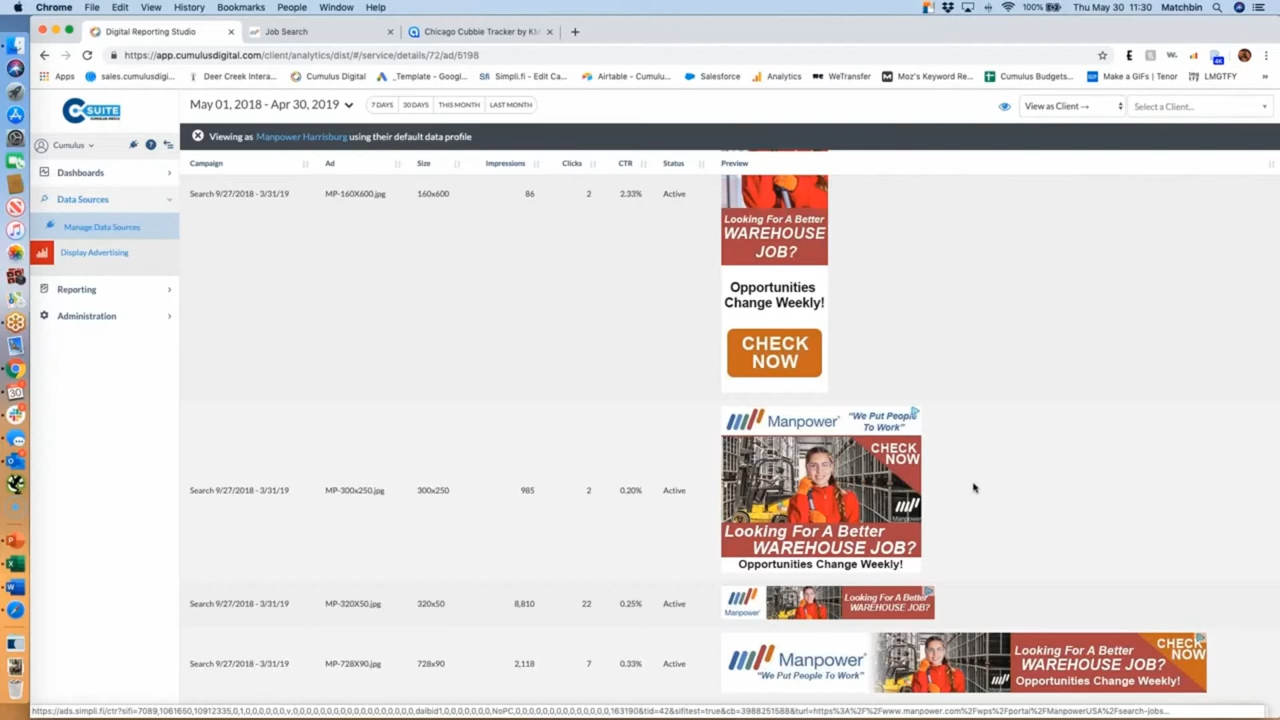 Chrome File Edit View History Bookmarks People Window Help 100% Thu May 30 11:30 Matchbin
Digital Reporting Studio
Job Search
https://app.cumulusdigital.com/client/analytics/dist/#/service/details/72/ad/5198
Apps sales.cumulusdigi... Deer Creek Intera... Cumulus Digital _Template - Googl... Simpli.fi - Edit Ca... Airtable - Cumulu... Salesforce Analytics WeTransfer Moz's Keyword Re... Cumulus Budgets... Make a GIFs | Tenor LMGTFY
C-SUITE
CUMULUS MEDIA
May 01, 2018 - Apr 30, 2019 7 DAYS 30 DAYS THIS MONTH LAST MONTH View as Client → Select a Client...
Cumulus
Dashboards
Data Sources
Manage Data Sources
Display Advertising
Reporting
Administration
Viewing as Manpower Harrisburg using their default data profile
Campaign Ad Size Impressions Clicks CTR Status Preview
Search 9/27/2018 - 3/31/19 MP-160X600.jpg 160x600 86 2 2.33% Active
Looking For A Better
WAREHOUSE
JOB?
Opportunities
Change Weekly!
CHECK
NOW
Search 9/27/2018 - 3/31/19 MP-300x250.jpg 300x250 985 2 0.20% Active
Manpower "We Put People
To Work"
CHECK
NOW
Manpower
Looking For A Better
WAREHOUSE JOB?
Opportunities Change Weekly!
Search 9/27/2018 - 3/31/19 MP-320X50.jpg 320x50 8,810 22 0.25% Active
Manpower
Looking For A Better
WAREHOUSE JOB?
Search 9/27/2018 - 3/31/19 MP-728X90.jpg 728x90 2,118 7 0.33% Active
Manpower
"We Put People To Work"
Looking For A Better
WAREHOUSE JOB?
Opportunities Change Weekly!
CHECK
NOW